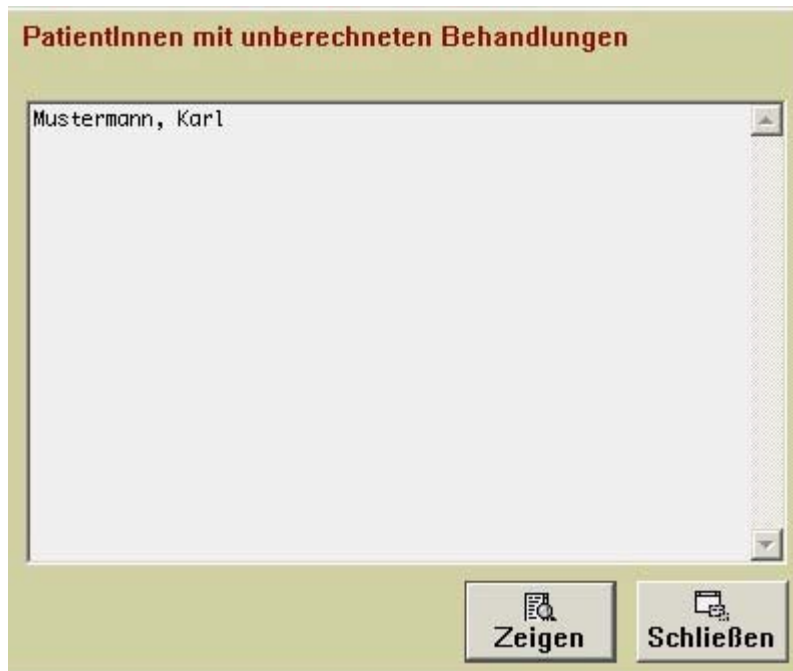 PatientInnen mit unberechneten Behandlungen
Mustermann, Karl
Zeigen
Schließen